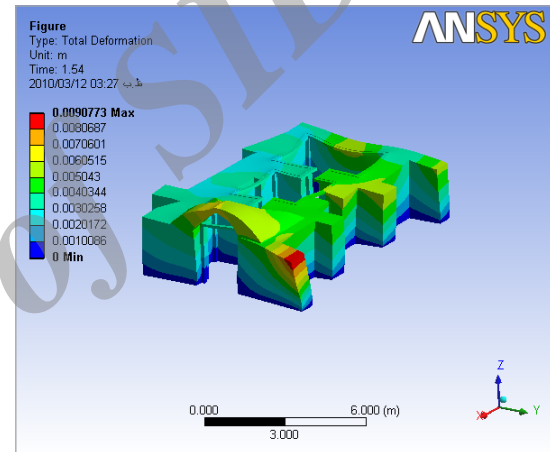 Figure
Type: Total Deformation
Unit: m
Time: 1.54
2010/03/12 03:27 ب.ظ
ANSYS
0.0090773 Max
0.0080687
0.0070601
0.0060515
0.005043
0.0040344
0.0030258
0.0020172
0.0010086
0 Min
Z
Y
X
0.000
6.000 (m)
3.000